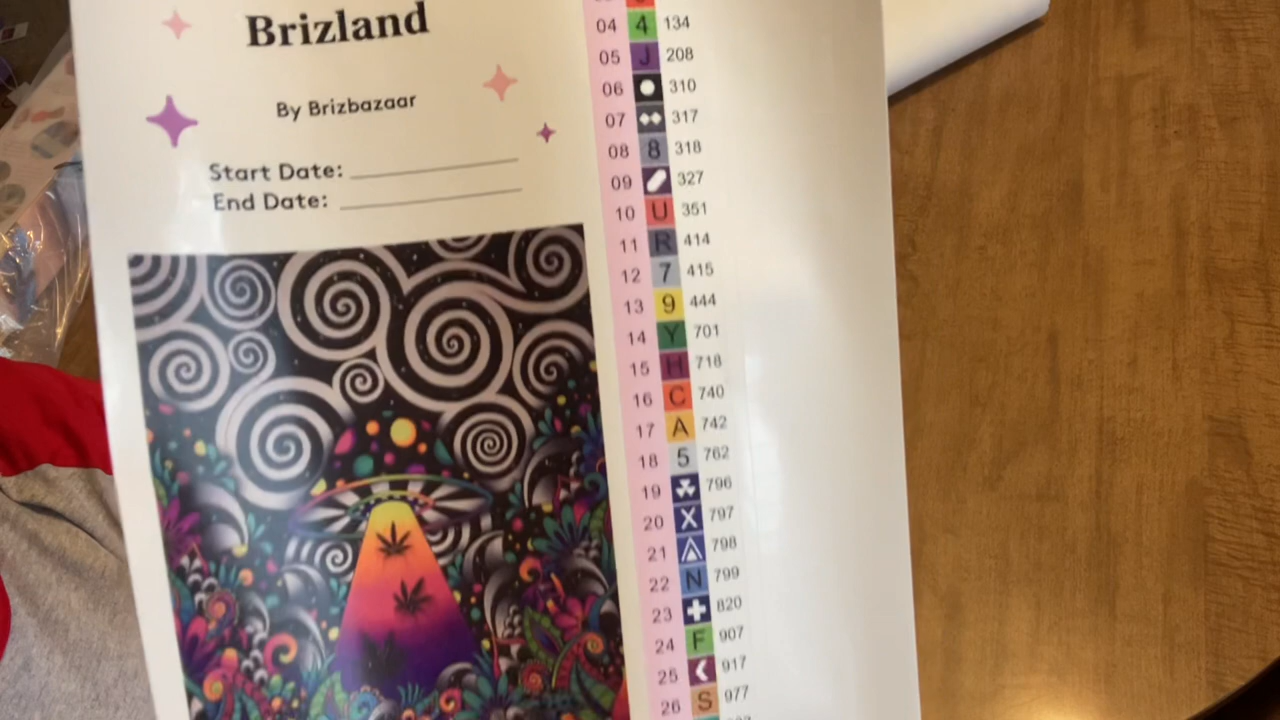 Brizland
By Brizbazaar
Start Date:
End Date:
04 4 134
05 J 208
06 310
07 317
08 8 318
09 327
10 U 351
11 R 414
12 7 415
13 9 444
14 Y 701
15 H 718
16 C 740
17 A 742
18 5 762
19 796
20 X 797
21 798
22 N 799
23 820
24 F 907
25 917
26 S 977